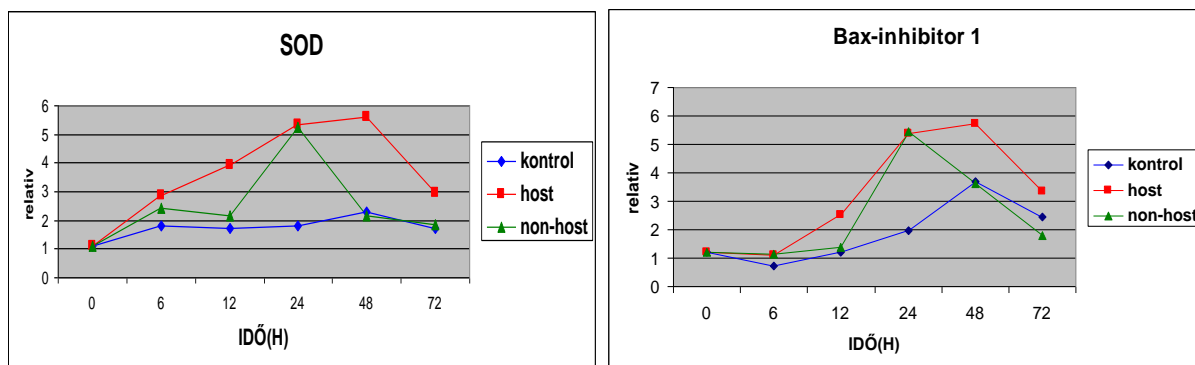 SOD
6
5
4
3
2
1
0
relativ
0 6 12 24 48 72
IDŐ(H)
kontrol
host
non-host
Bax-inhibitor 1
7
6
5
4
3
2
1
0
relativ
0 6 12 24 48 72
IDŐ(H)
kontrol
host
non-host